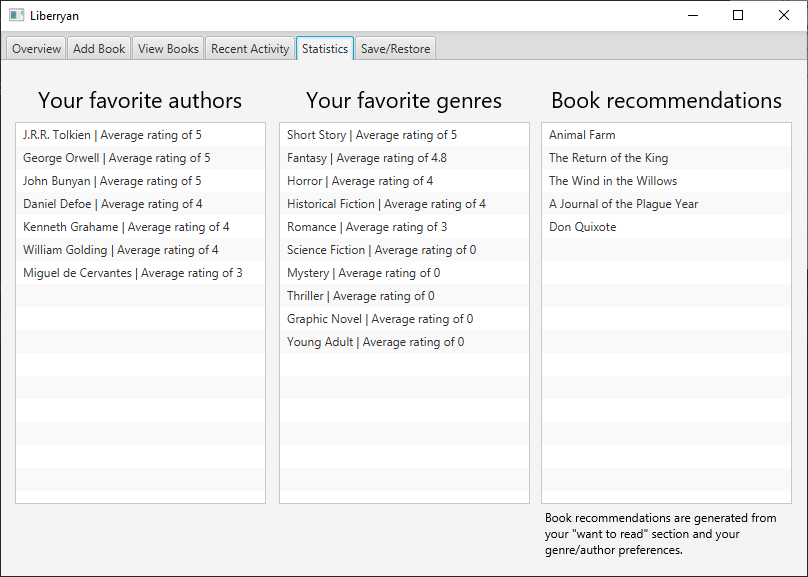 Liberryan
Overview Add Book View Books Recent Activity Statistics Save/Restore
Your favorite authors
J.R.R. Tolkien | Average rating of 5
George Orwell | Average rating of 5
John Bunyan | Average rating of 5
Daniel Defoe | Average rating of 4
Kenneth Grahame | Average rating of 4
William Golding | Average rating of 4
Miguel de Cervantes | Average rating of 3
Your favorite genres
Short Story | Average rating of 5
Fantasy | Average rating of 4.8
Horror | Average rating of 4
Historical Fiction | Average rating of 4
Romance | Average rating of 3
Science Fiction | Average rating of 0
Mystery | Average rating of 0
Thriller | Average rating of 0
Graphic Novel | Average rating of 0
Young Adult | Average rating of 0
Book recommendations
Animal Farm
The Return of the King
The Wind in the Willows
A Journal of the Plague Year
Don Quixote
Book recommendations are generated from
your "want to read" section and your
genre/author preferences.